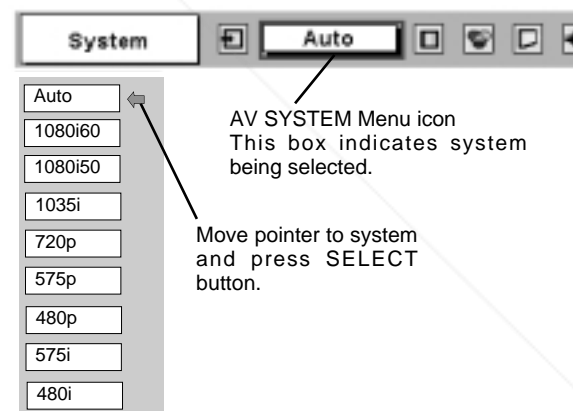 System
Auto
Auto
1080i60
1080i50
1035i
720p
575p
480p
575i
480i
AV SYSTEM Menu icon
This box indicates system
being selected.
Move pointer to system
and press SELECT
button.